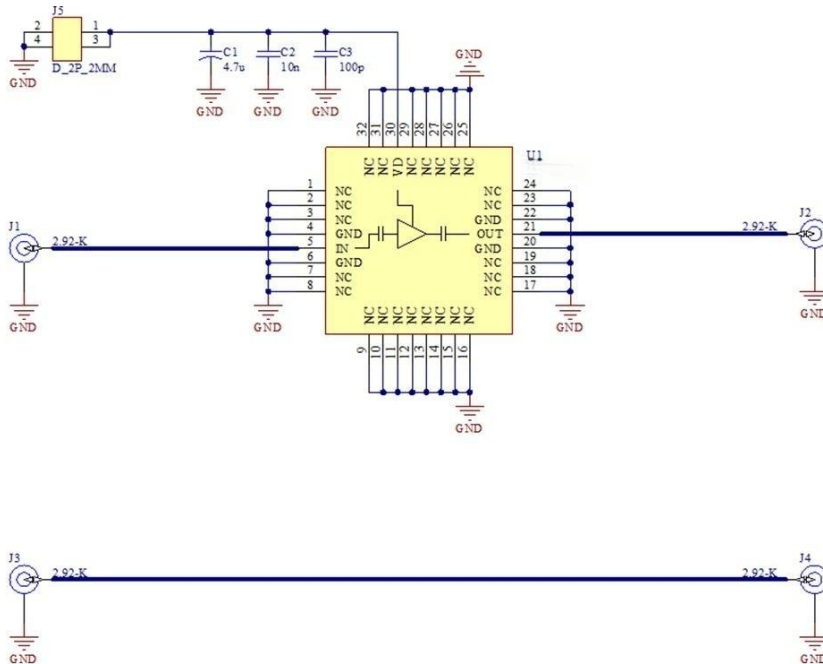 J5
2 1
4 3
D_2P_2MM
GND
C1
4.7u
C2
10n
C3
100p
GND GND GND
GND
32 31 30 29 28 27 26 25
NC NC VD NC NC NC NC NC
U1
1 NC
2 NC
3 NC
4 GND
5 IN
6 GND
7 NC
8 NC
NC 24
NC 23
GND 22
OUT 21
GND 20
NC 19
NC 18
NC 17
J1
2.92-K
GND
GND
J2
2.92-K
GND
GND
NC NC NC NC NC NC NC NC
9 10 11 12 13 14 15 16
GND
J3
2.92-K
GND
J4
2.92-K
GND